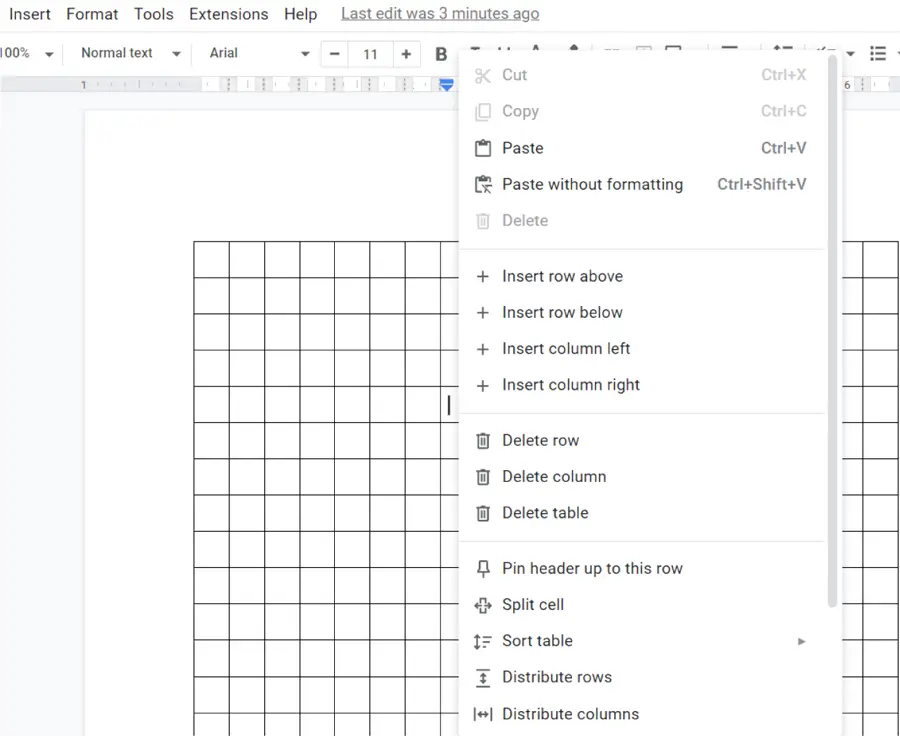 Insert Format Tools Extensions Help Last edit was 3 minutes ago
Normal text Arial − 11 + B
1 6
Cut Ctrl+X
Copy Ctrl+C
Paste Ctrl+V
Paste without formatting Ctrl+Shift+V
Delete
Insert row above
Insert row below
Insert column left
Insert column right
Delete row
Delete column
Delete table
Pin header up to this row
Split cell
Sort table
Distribute rows
Distribute columns